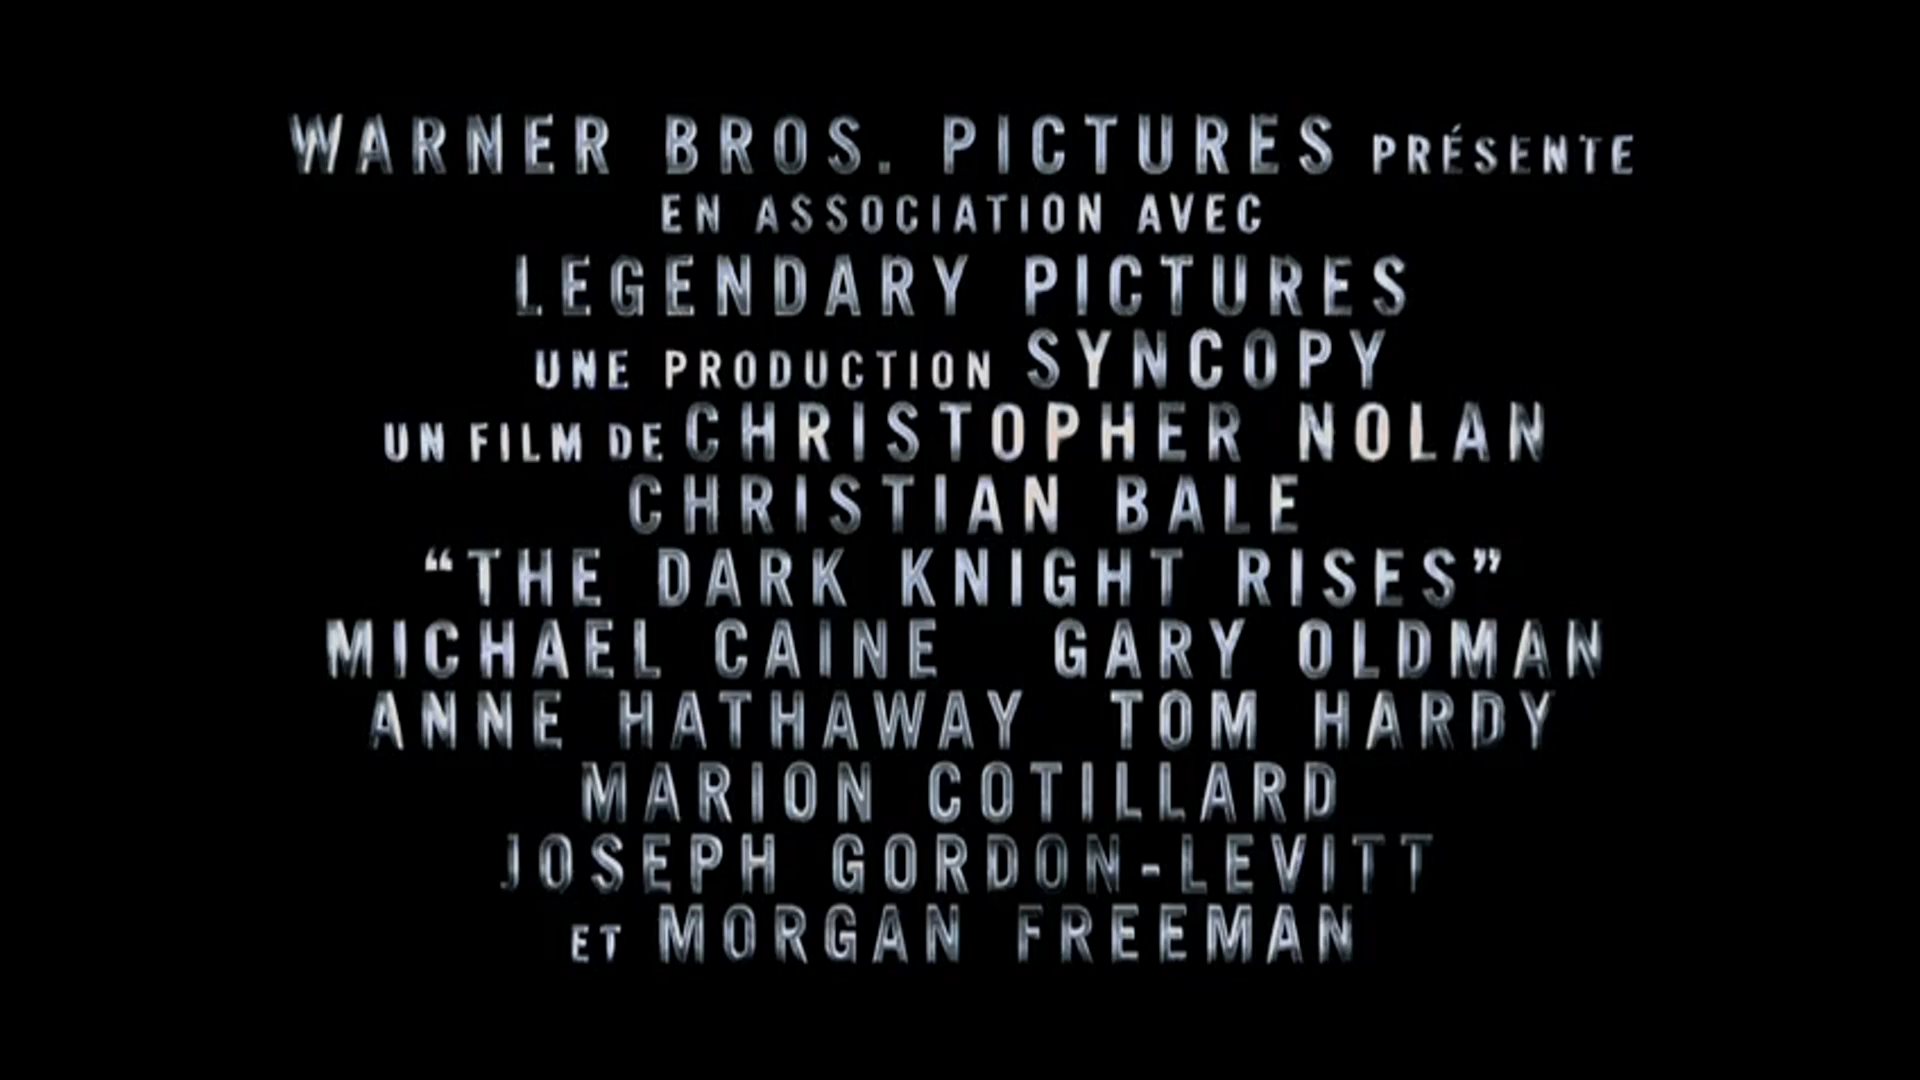 WARNER BROS. PICTURES PRÉSENTE
EN ASSOCIATION AVEC
LEGENDARY PICTURES
UNE PRODUCTION SYNCOPY
UN FILM DE CHRISTOPHER NOLAN
CHRISTIAN BALE
“THE DARK KNIGHT RISES”
MICHAEL CAINE GARY OLDMAN
ANNE HATHAWAY TOM HARDY
MARION COTILLARD
JOSEPH GORDON-LEVITT
ET MORGAN FREEMAN